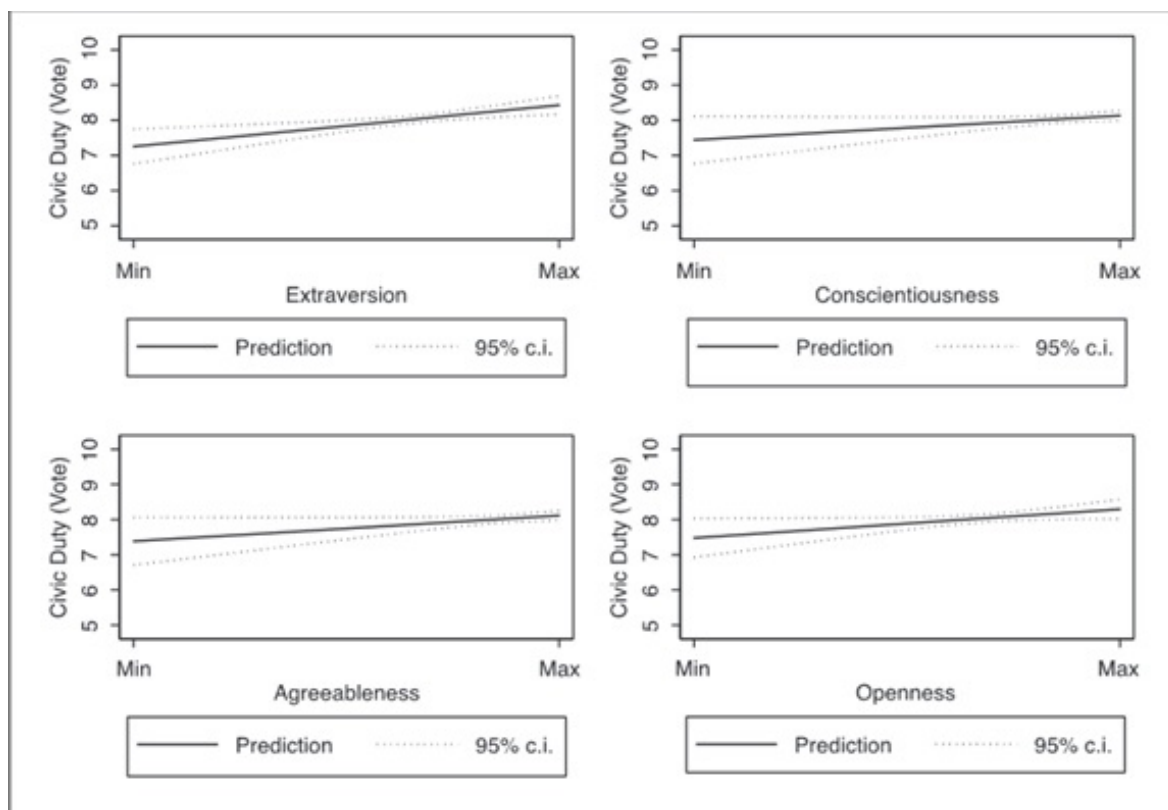 Civic Duty (Vote)
10
9
8
7
6
5
Min
Max
Extraversion
Prediction
95% c.i.
Civic Duty (Vote)
10
9
8
7
6
5
Min
Max
Conscientiousness
Prediction
95% c.i.
Civic Duty (Vote)
10
9
8
7
6
5
Min
Max
Agreeableness
Prediction
95% c.i.
Civic Duty (Vote)
10
9
8
7
6
5
Min
Max
Openness
Prediction
95% c.i.